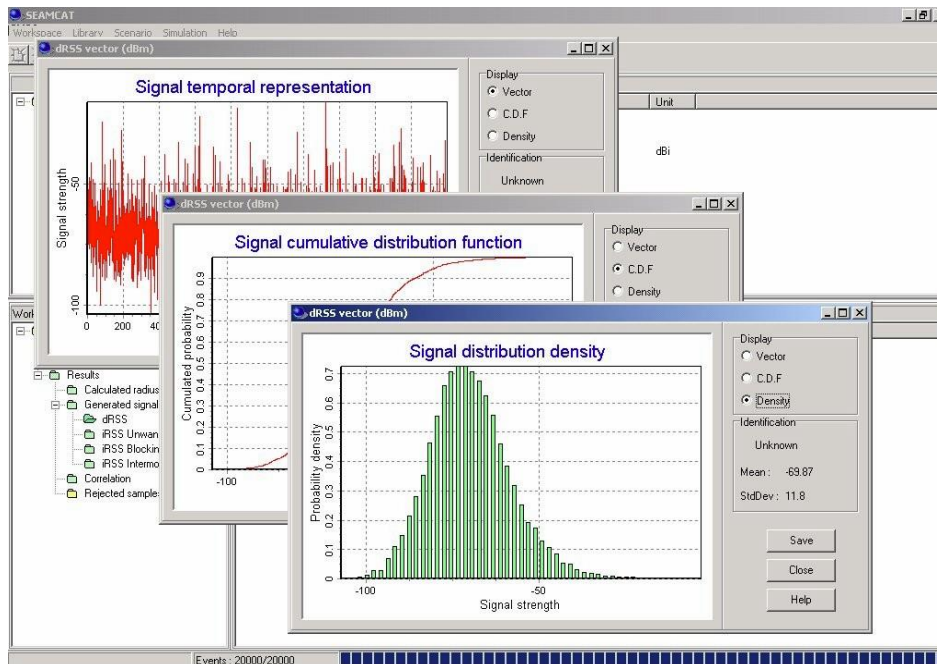 SEAMCAT
Workspace Library Scenario Simulation Help
dRSS vector (dBm)
Signal temporal representation
Signal strength
-50
-100
0 200
Display
Vector
C.D.F
Density
Identification
Unknown
Unit
dBi
dRSS vector (dBm)
Signal cumulative distribution function
Cumulated probability
0.9
0.8
0.7
0.6
0.5
0.4
0.3
0.2
0.1
0
-100
Display
Vector
C.D.F
Density
dRSS vector (dBm)
Signal distribution density
Probability density
0.7
0.6
0.5
0.4
0.3
0.2
0.1
0
-100 -50
Signal strength
Display
Vector
C.D.F
Density
Identification
Unknown
Mean : -69.87
StdDev : 11.8
Save
Close
Help
Results
Calculated radius
Generated signal
dRSS
iRSS Unwan
iRSS Blockin
iRSS Intermo
Correlation
Rejected sample
Events : 20000/20000